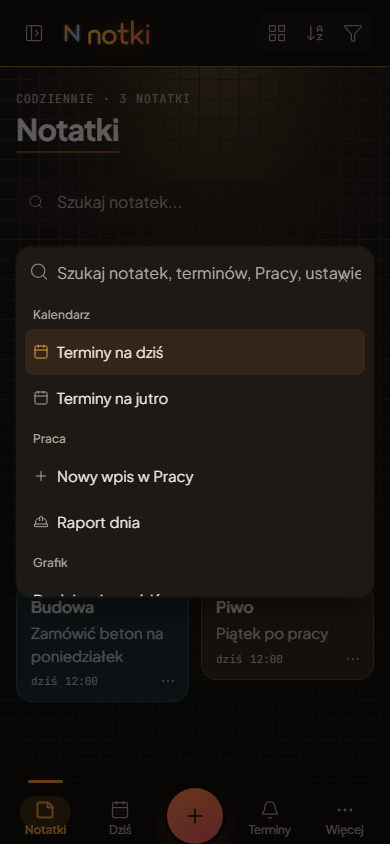 N notki
CODZIENNIE · 3 NOTATKI
Notatki
Szukaj notatek...
Szukaj notatek, terminów, Pracy, ustawie
Kalendarz
Terminy na dziś
Terminy na jutro
Praca
Nowy wpis w Pracy
Raport dnia
Grafik
Budowa
Zamówić beton na
poniedziałek
dziś 12:00
Piwo
Piątek po pracy
dziś 12:00
Notatki
Dziś
Terminy
Więcej